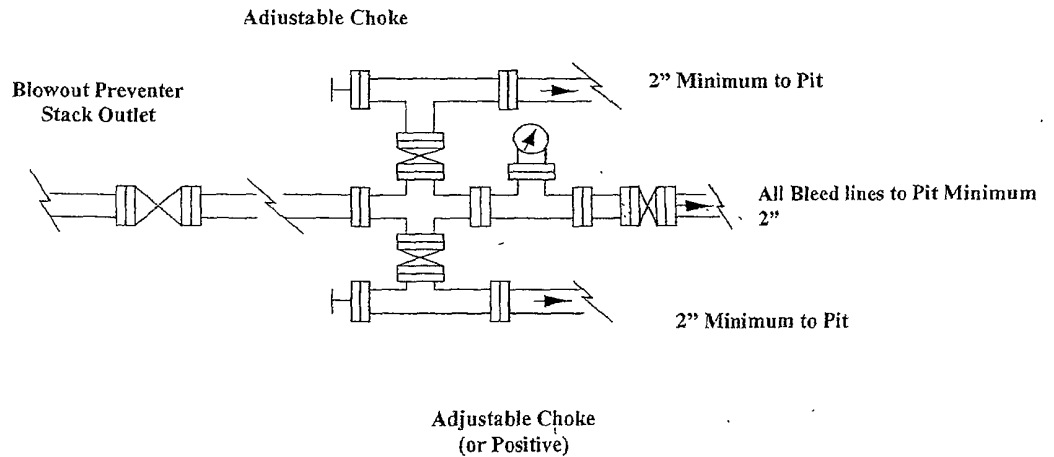 Adiustable Choke
Blowout Preventer
Stack Outlet
2” Minimum to Pit
All Bleed lines to Pit Minimum
2”
2” Minimum to Pit
Adjustable Choke
(or Positive)